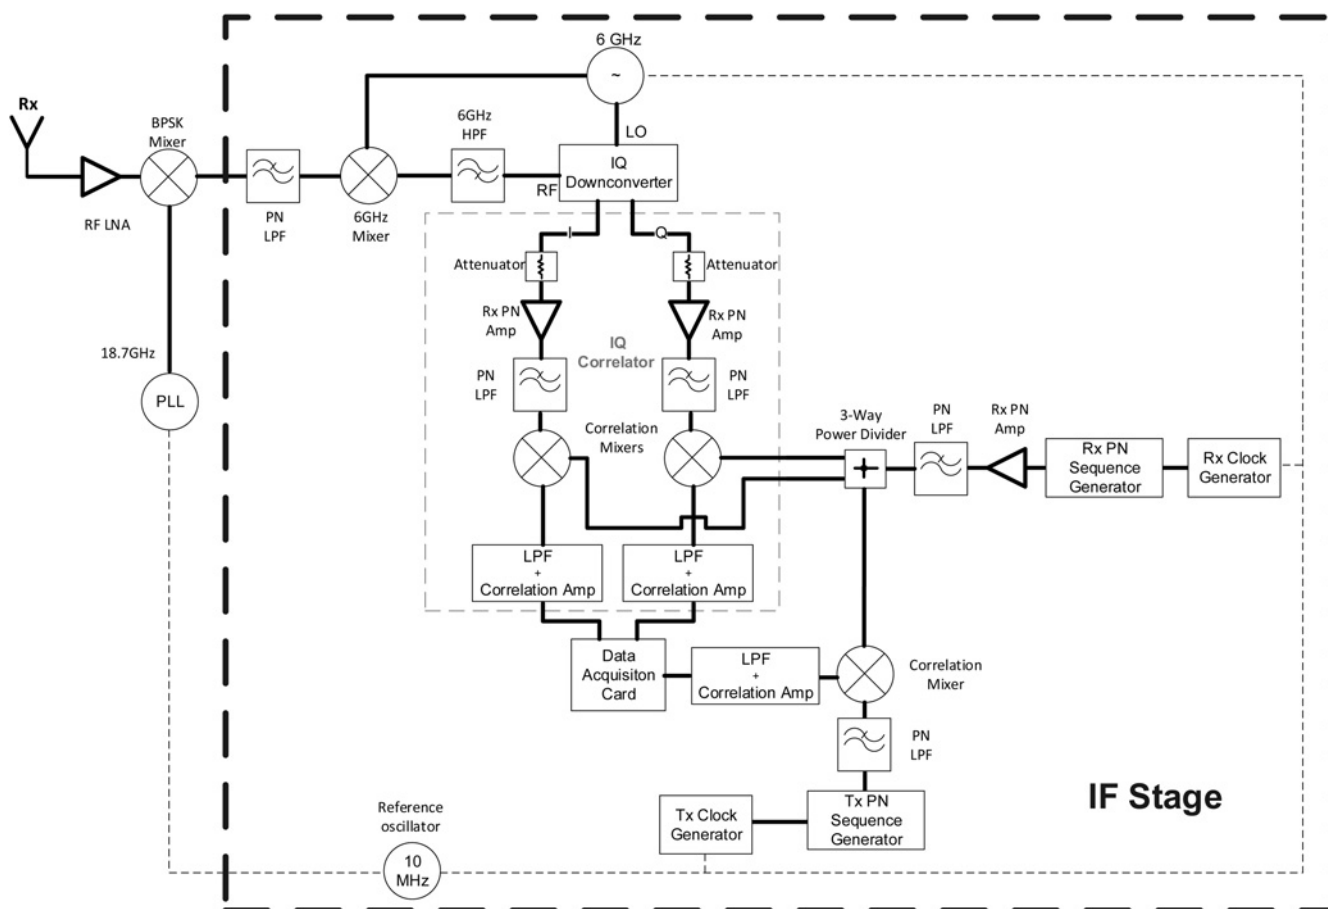 6 GHz
~
Rx
BPSK
Mixer
6GHz
HPF
LO
IQ
Downconverter
RF
RF LNA
PN
LPF
6GHz
Mixer
I
Q
Attenuator
Attenuator
Rx PN
Amp
Rx PN
Amp
IQ
Correlator
18.7GHz
PLL
PN
LPF
PN
LPF
Correlation
Mixers
3-Way
Power Divider
PN
LPF
Rx PN
Amp
Rx PN
Sequence
Generator
Rx Clock
Generator
LPF
+
Correlation Amp
LPF
+
Correlation Amp
Data
Acquisiton
Card
LPF
+
Correlation Amp
Correlation
Mixer
PN
LPF
IF Stage
Tx Clock
Generator
Tx PN
Sequence
Generator
Reference
oscillator
10
MHz